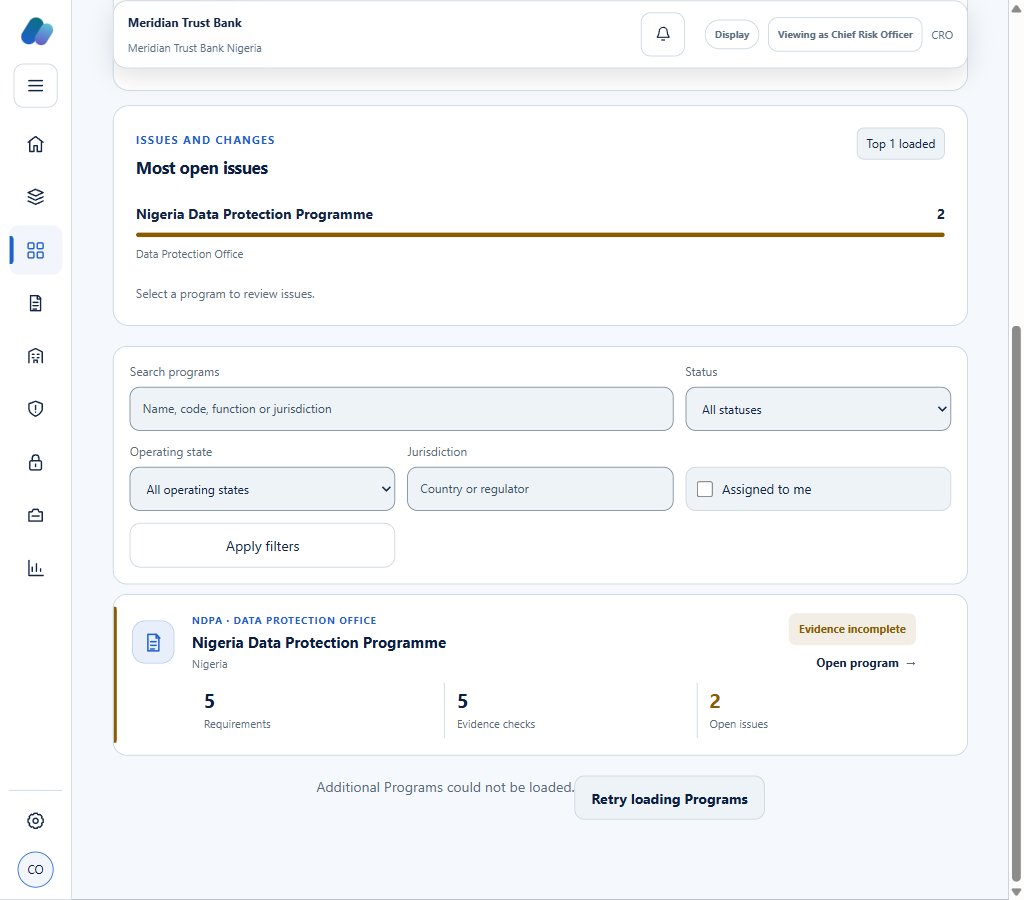 Meridian Trust Bank
Meridian Trust Bank Nigeria
Display
Viewing as Chief Risk Officer
CRO
ISSUES AND CHANGES
Most open issues
Top 1 loaded
Nigeria Data Protection Programme
2
Data Protection Office
Select a program to review issues.
Search programs
Status
Name, code, function or jurisdiction
All statuses
Operating state
Jurisdiction
All operating states
Country or regulator
Assigned to me
Apply filters
NDPA · DATA PROTECTION OFFICE
Nigeria Data Protection Programme
Nigeria
Evidence incomplete
Open program →
5
Requirements
5
Evidence checks
2
Open issues
Additional Programs could not be loaded.
Retry loading Programs
CO